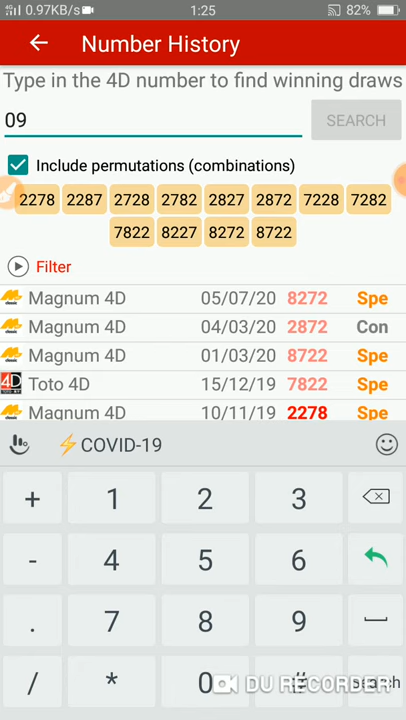 4G 0.97KB/s 1:25 82%
Number History
Type in the 4D number to find winning draws
09 SEARCH
Include permutations (combinations)
2278 2287 2728 2782 2827 2872 7228 7282
7822 8227 8272 8722
Filter
Magnum 4D 05/07/20 8272 Spe
Magnum 4D 04/03/20 2872 Con
Magnum 4D 01/03/20 8722 Spe
4D Toto 4D 15/12/19 7822 Spe
Magnum 4D 10/11/19 2278 Spe
COVID-19
+ 1 2 3
- 4 5 6
. 7 8 9
/ * 0 # search
DU RECORDER